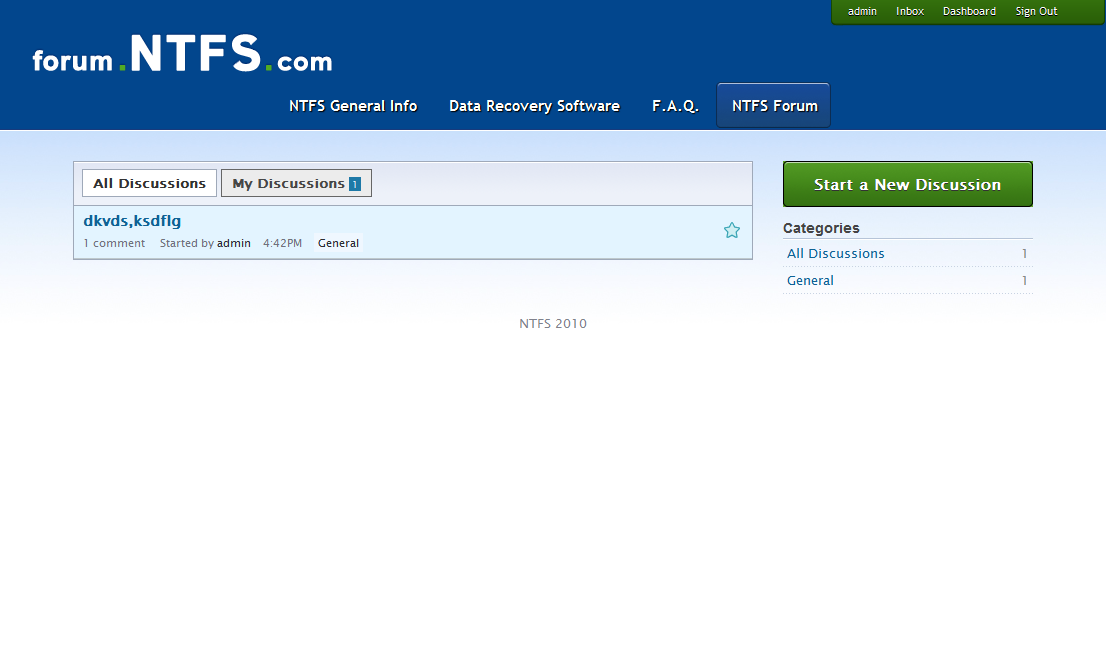 admin Inbox Dashboard Sign Out
forum.NTFS.com
NTFS General Info Data Recovery Software F.A.Q. NTFS Forum
All Discussions My Discussions 1
Start a New Discussion
dkvds,ksdflg
1 comment Started by admin 4:42PM General
Categories
All Discussions 1
General 1
NTFS 2010